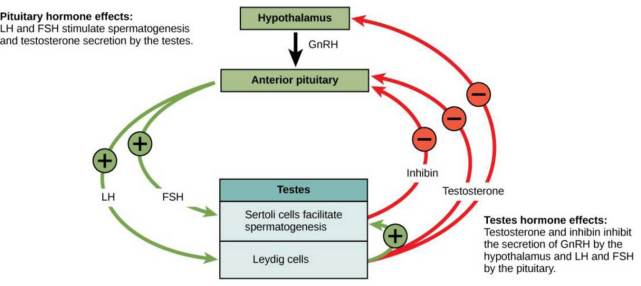 Pituitary hormone effects:
LH and FSH stimulate spermatogenesis
and testosterone secretion by the testes.
Hypothalamus
GnRH
Anterior pituitary
+
+
−
−
−
LH
FSH
Inhibin
Testosterone
Testes
Sertoli cells facilitate
spermatogenesis
+
Leydig cells
Testes hormone effects:
Testosterone and inhibin inhibit
the secretion of GnRH by the
hypothalamus and LH and FSH
by the pituitary.